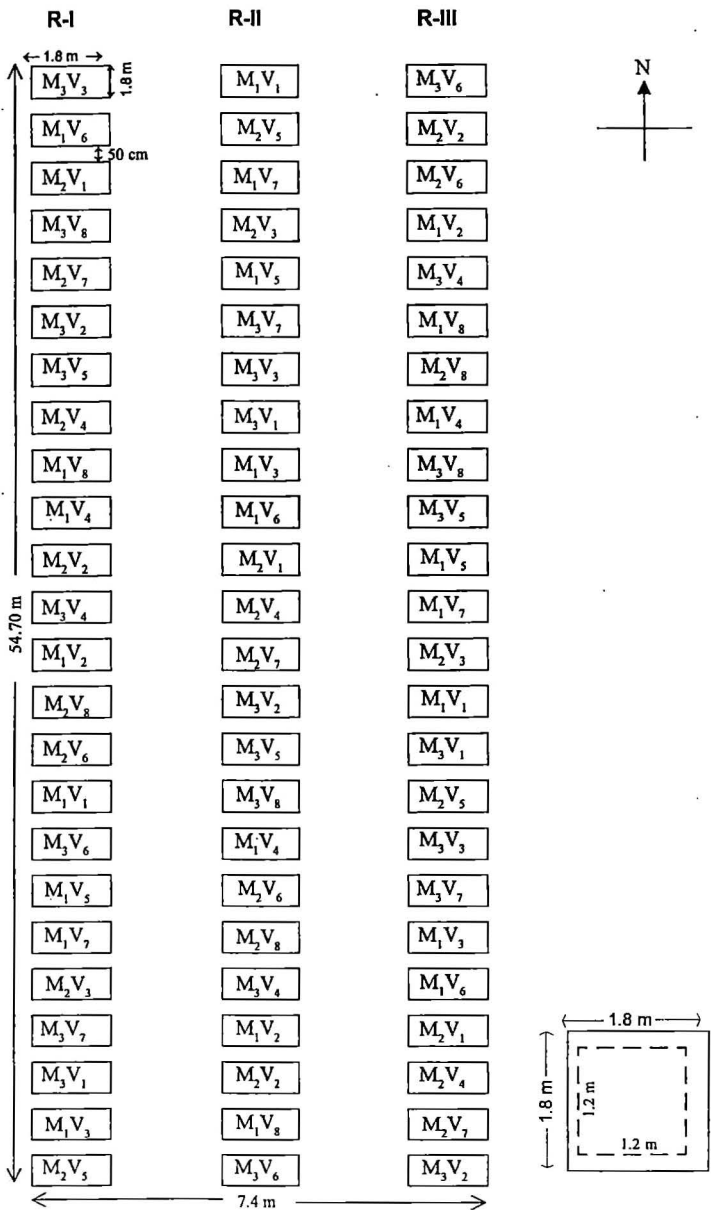 R-I R-II R-III
1.8 m
1.8 m
N
M₃V₃ M₁V₁ M₃V₆
M₁V₆ M₂V₅ M₂V₂
50 cm
M₂V₁ M₁V₇ M₂V₆
M₃V₈ M₂V₃ M₁V₂
M₂V₇ M₁V₅ M₃V₄
M₃V₂ M₃V₇ M₁V₈
M₃V₅ M₃V₃ M₂V₈
M₂V₄ M₃V₁ M₁V₄
M₁V₈ M₁V₃ M₃V₈
M₁V₄ M₁V₆ M₃V₅
M₂V₂ M₂V₁ M₁V₅
M₃V₄ M₂V₄ M₁V₇
54.70 m
M₁V₂ M₂V₇ M₂V₃
M₂V₈ M₃V₂ M₁V₁
M₂V₆ M₃V₅ M₃V₁
M₁V₁ M₃V₈ M₂V₅
M₃V₆ M₁V₄ M₃V₃
M₁V₅ M₂V₆ M₃V₇
M₁V₇ M₂V₈ M₁V₃
M₂V₃ M₃V₄ M₁V₆
M₃V₇ M₁V₂ M₂V₁
M₃V₁ M₂V₂ M₂V₄
M₁V₃ M₁V₈ M₂V₇
M₂V₅ M₃V₆ M₃V₂
7.4 m
1.8 m
1.8 m
1.2 m
1.2 m